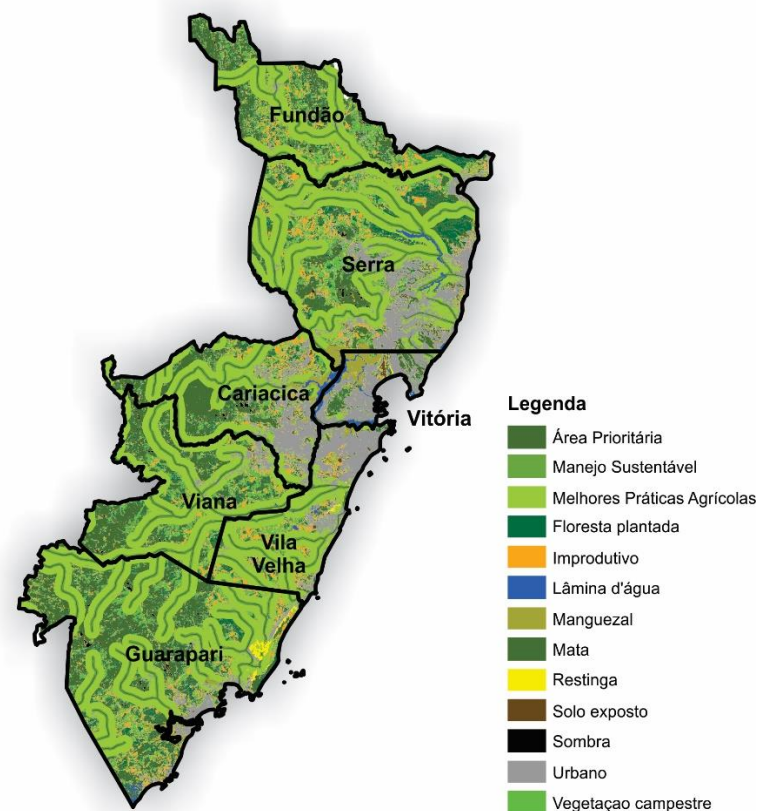 Fundão
Serra
Cariacica
Vitória
Viana
Vila
Velha
Guarapari
Legenda
Área Prioritária
Manejo Sustentável
Melhores Práticas Agrícolas
Floresta plantada
Improdutivo
Lâmina d'água
Manguezal
Mata
Restinga
Solo exposto
Sombra
Urbano
Vegetaçao campestre